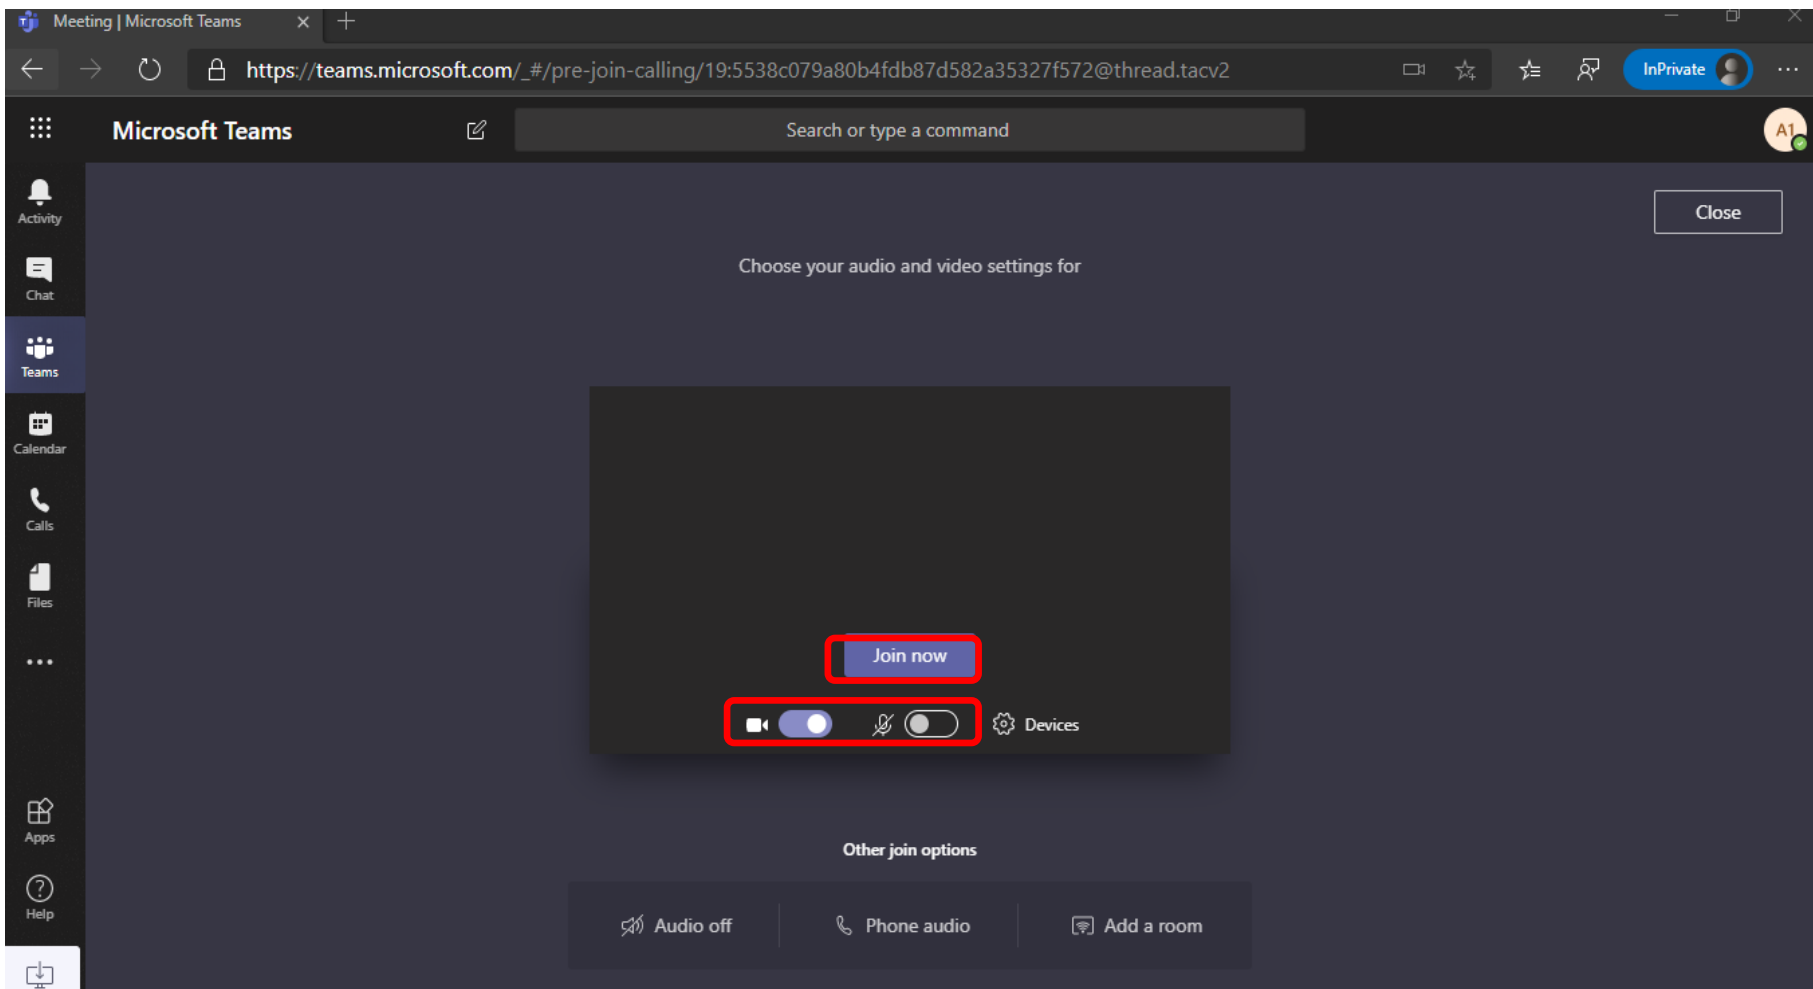 Meeting | Microsoft Teams
https://teams.microsoft.com/_#/pre-join-calling/19:5538c079a80b4fdb87d582a35327f572@thread.tacv2
InPrivate
Microsoft Teams
Search or type a command
A1
Activity
Close
Choose your audio and video settings for
Chat
Teams
Calendar
Calls
Files
Join now
Devices
Apps
Other join options
Help
Audio off
Phone audio
Add a room